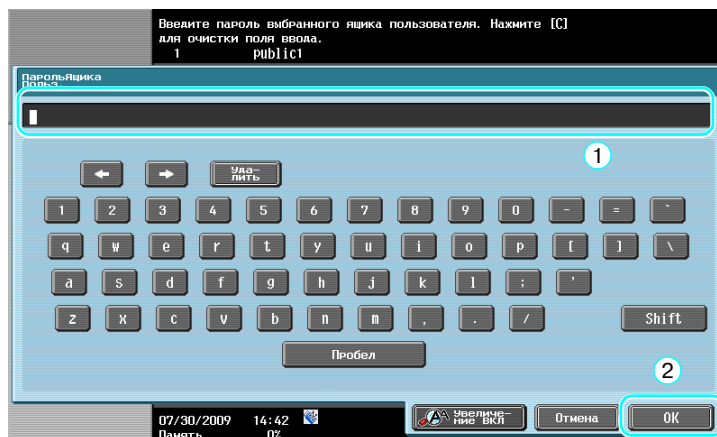 Введите пароль выбранного ящика пользователя. Нажмите [C]
для очистки поля ввода.
1 public1
ПарольЯщика
Польз.
1
← → Уда-
лить
1 2 3 4 5 6 7 8 9 0 - = `
q w e r t y u i o p [ ] \
a s d f g h j k l ; '
z x c v b n m , . / Shift
Пробел
2
Увеличе-
ние ВКЛ Отмена OK
07/30/2009 14:42
Память 0%